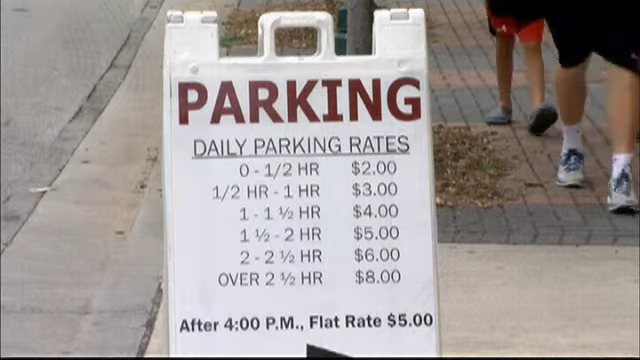 PARKING
DAILY PARKING RATES
0 - 1/2 HR $2.00
1/2 HR - 1 HR $3.00
1 - 1 ½ HR $4.00
1 ½ - 2 HR $5.00
2 - 2 ½ HR $6.00
OVER 2 ½ HR $8.00
After 4:00 P.M., Flat Rate $5.00